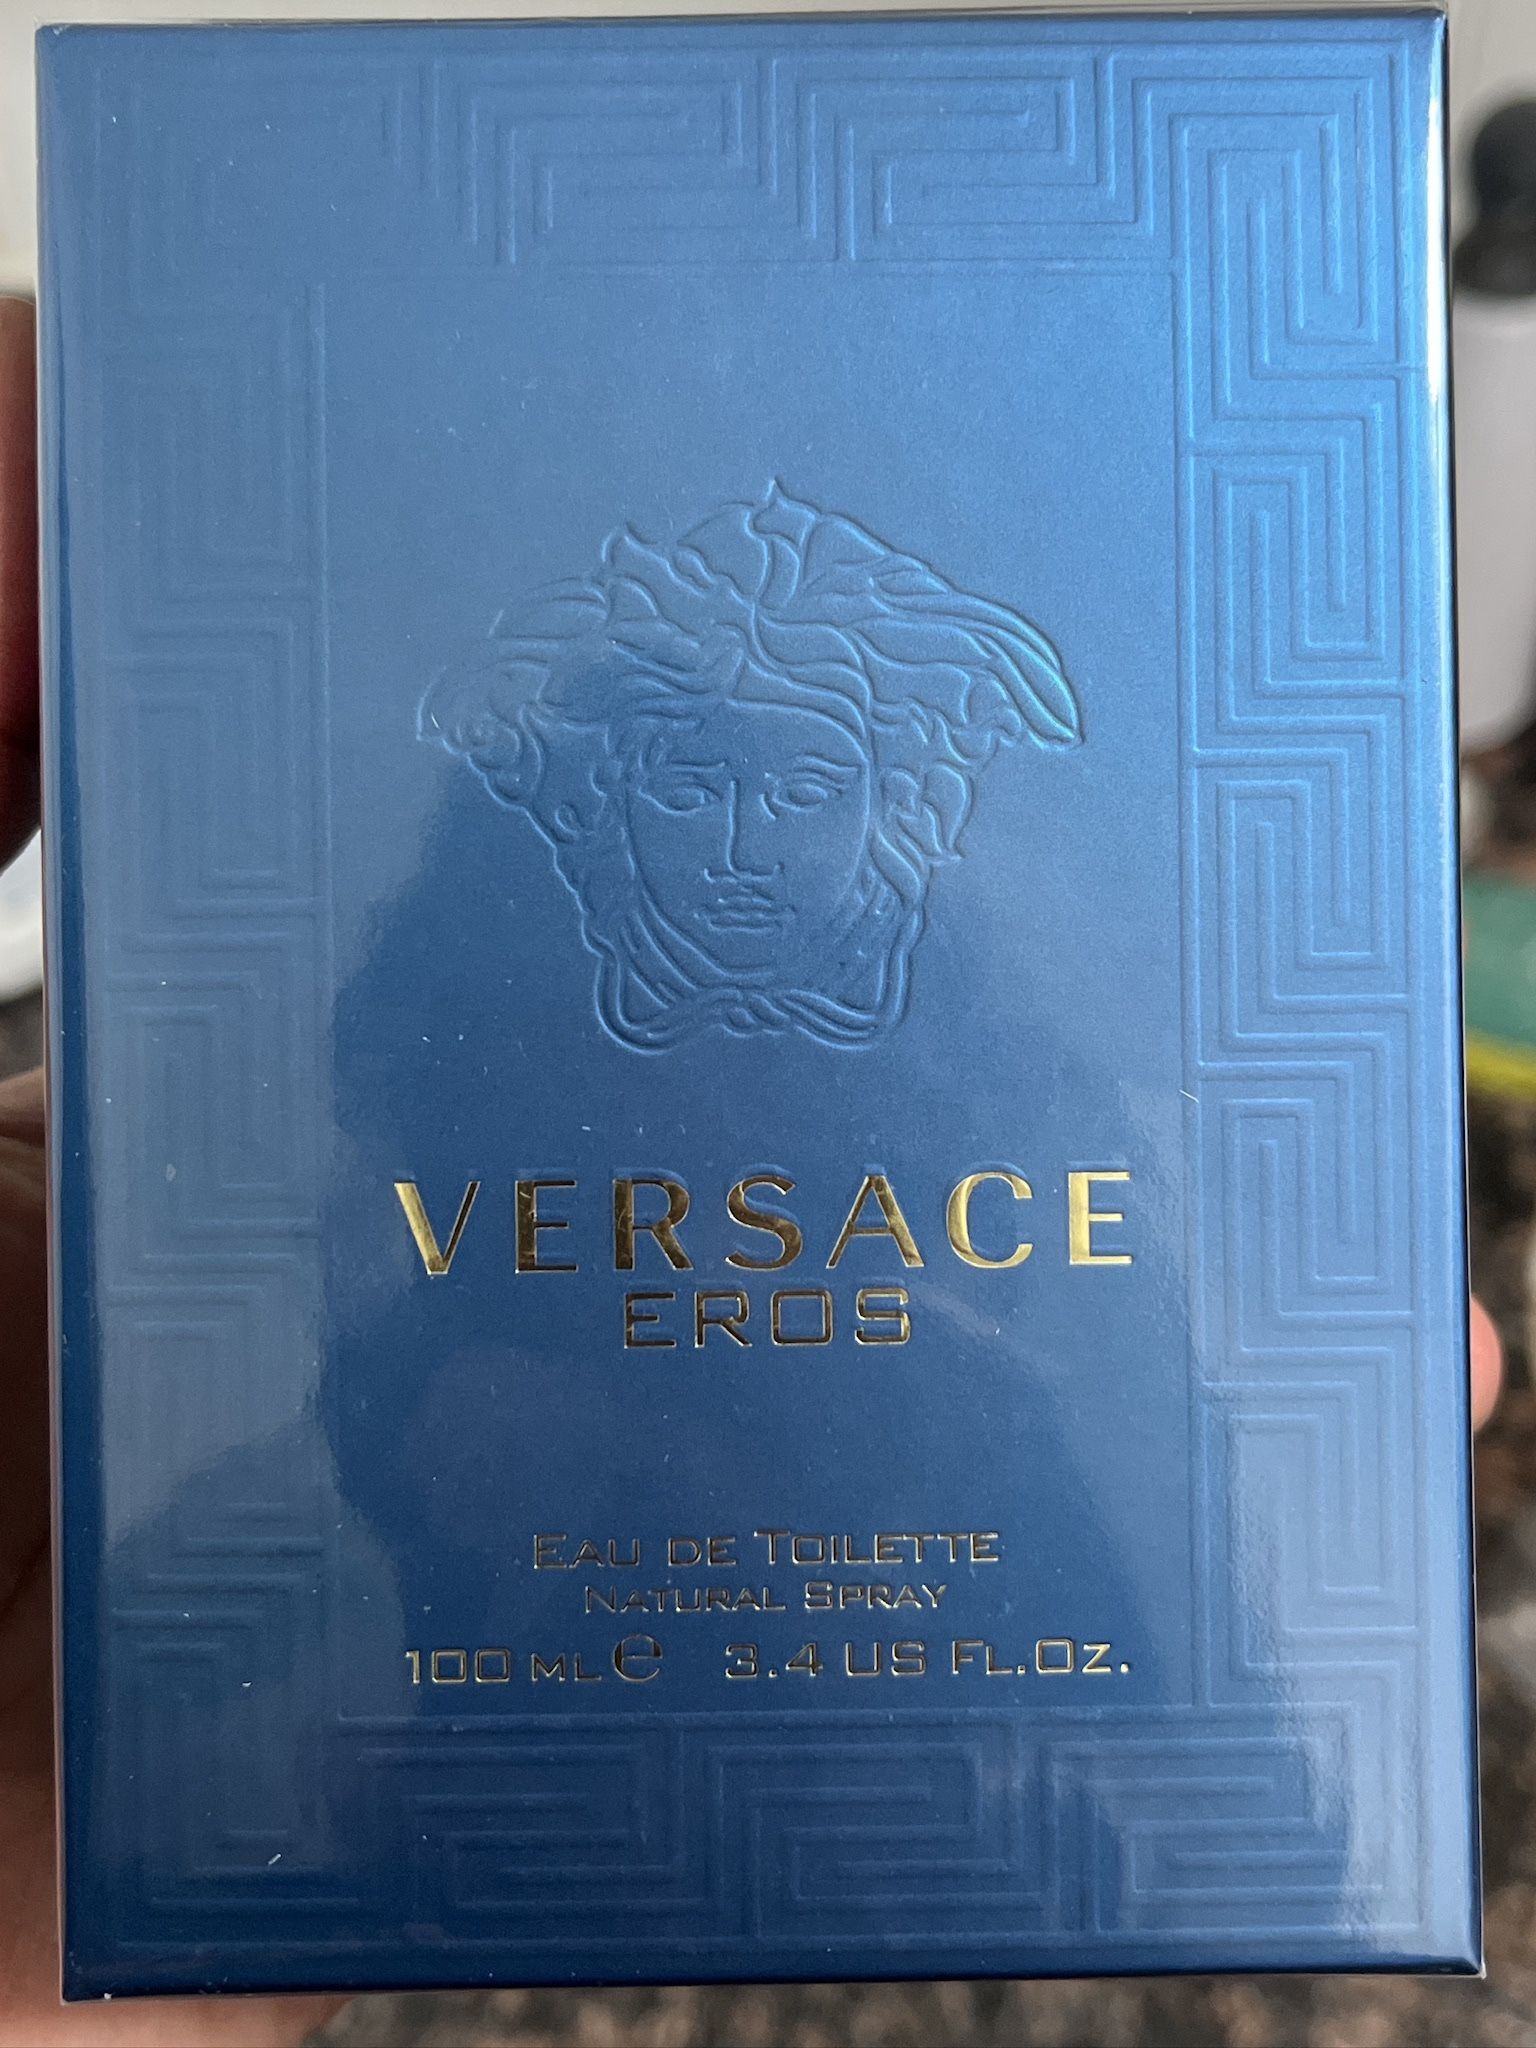 VERSACE
EROS
EAU DE TOILETTE
NATURAL SPRAY
100 ML ℮ 3.4 US FL.OZ.